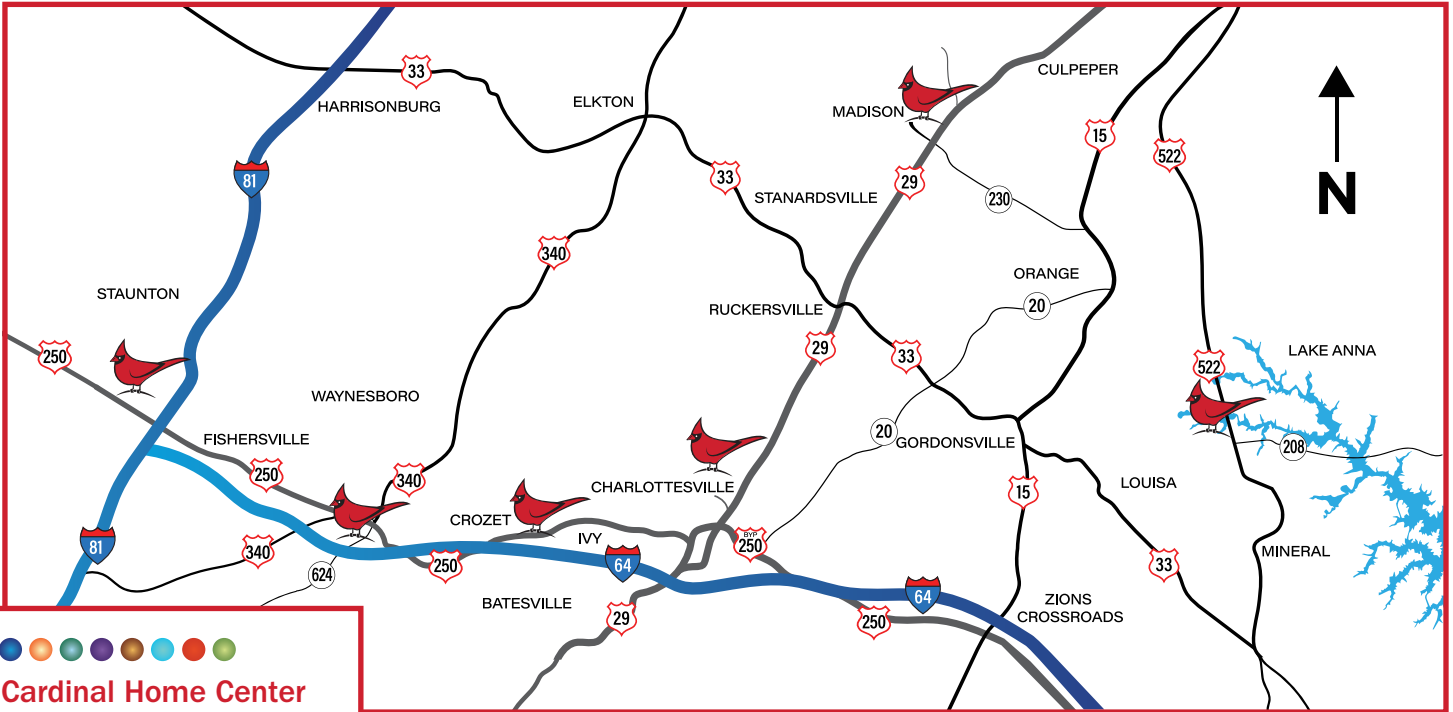 CULPEPER
33
HARRISONBURG
ELKTON
MADISON
15
522
81
33
STANARDSVILLE
29
230
N
340
ORANGE
STAUNTON
20
RUCKERSVILLE
250
29
33
522
LAKE ANNA
WAYNESBORO
FISHERSVILLE
20
GORDONSVILLE
208
250
340
CHARLOTTESVILLE
15
LOUISA
CROZET
81
340
IVY
BYP
250
MINERAL
624
250
64
33
64
BATESVILLE
29
250
ZIONS
CROSSROADS
Cardinal Home Center